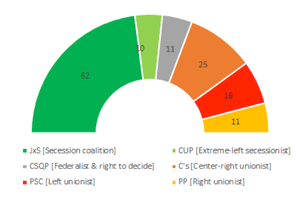 62
10
11
25
16
11
JxS [Secession coalition]
CUP [Extreme-left secessionist]
CSQP [Federalist & right to decide]
C's [Center-right unionist]
PSC [Left unionist]
PP [Right unionist]